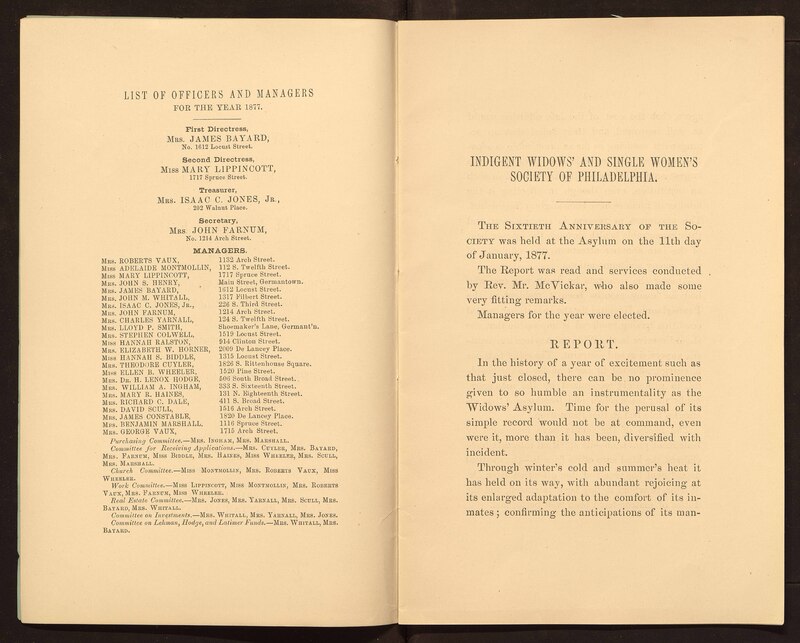 LIST OF OFFICERS AND MANAGERS
FOR THE YEAR 1877.
First Directress,
Mrs. JAMES BAYARD,
No. 1612 Locust Street.
Second Directress,
Miss MARY LIPPINCOTT,
1717 Spruce Street.
Treasurer,
Mrs. ISAAC C. JONES, Jr.,
202 Walnut Place.
Secretary,
Mrs JOHN FARNUM,
No. 1214 Arch Street.
MANAGERS.
Mrs. ROBERTS VAUX, 1132 Arch Street.
Miss ADELAIDE MONTMOLLIN, 112 S. Twelfth Street.
Miss MARY LIPPINCOTT, 1717 Spruce Street.
Mrs. JOHN S. HENRY, Main Street, Germantown.
Mrs. JAMES BAYARD, 1612 Locust Street.
Mrs. JOHN M. WHITALL, 1317 Filbert Street.
Mrs. ISAAC C. JONES, Jr., 226 S. Third Street.
Mrs. JOHN FARNUM, 1214 Arch Street.
Mrs. CHARLES YARNALL, 124 S. Twelfth Street.
Mrs. LLOYD P. SMITH, Shoemaker's Lane, Germant'n.
Mrs. STEPHEN COLWELL, 1519 Locust Street.
Miss HANNAH RALSTON, 914 Clinton Street.
Mrs. ELIZABETH W. HORNER, 2009 De Lancey Place.
Miss HANNAH S. BIDDLE, 1315 Locust Street.
Mrs. THEODORE CUYLER, 1826 S. Rittenhouse Square.
Miss ELLEN B. WHEELER, 1520 Pine Street.
Mrs. Dr. H. LENOX HODGE, 506 South Broad Street.
Mrs. WILLIAM A. INGHAM, 333 S. Sixteenth Street.
Mrs. MARY R. HAINES, 131 N. Eighteenth Street.
Mrs. RICHARD C. DALE, 411 S. Broad Street.
Mrs. DAVID SCULL, 1516 Arch Street.
Mrs. JAMES CONSTABLE, 820 De Lancey Place.
Mrs. BENJAMIN MARSHALL, 1116 Spruce Street.
Mrs. GEORGE VAUX, 1715 Arch Street.
Purchasing Committee.—Mrs. Ingham, Mrs. Marshall.
Committee for Receiving Applications.—Mrs. Cuyler, Mrs. Bayard,
Mrs. Farnum, Miss Biddle, Mrs. Haines, Miss Wheeler, Mrs. Scull,
Mrs. Marshall.
Church Committee.—Miss Montmollin, Mrs. Roberts Vaux, Miss
Wheeler.
Work Committee.—Miss Lippincott, Miss Montmollin, Mrs. Roberts
Vaux, Mrs. Farnum, Miss Wheeler.
Real Estate Committee.—Mrs. Jones, Mrs. Yarnall, Mrs. Scull, Mrs.
Bayard, Mrs. Whitall.
Committee on Investments.—Mrs. Whitall, Mrs. Yarnall, Mrs. Jones.
Committee on Lehman, Hodge, and Latimer Funds.—Mrs. Whitall, Mrs.
Bayard.
INDIGENT WIDOWS' AND SINGLE WOMEN'S
SOCIETY OF PHILADELPHIA.
The Sixtieth Anniversary of the So-
ciety was held at the Asylum on the 11th day
of January, 1877.
The Report was read and services conducted
by Rev. Mr. McVickar, who also made some
very fitting remarks.
Managers for the year were elected.
REPORT.
In the history of a year of excitement such as
that just closed, there can be no prominence
given to so humble an instrumentality as the
Widows' Asylum. Time for the perusal of its
simple record would not be at command, even
were it, more than it has been, diversified with
incident.
Through winter's cold and summer's heat it
has held on its way, with abundant rejoicing at
its enlarged adaptation to the comfort of its in-
mates; confirming the anticipations of its man-